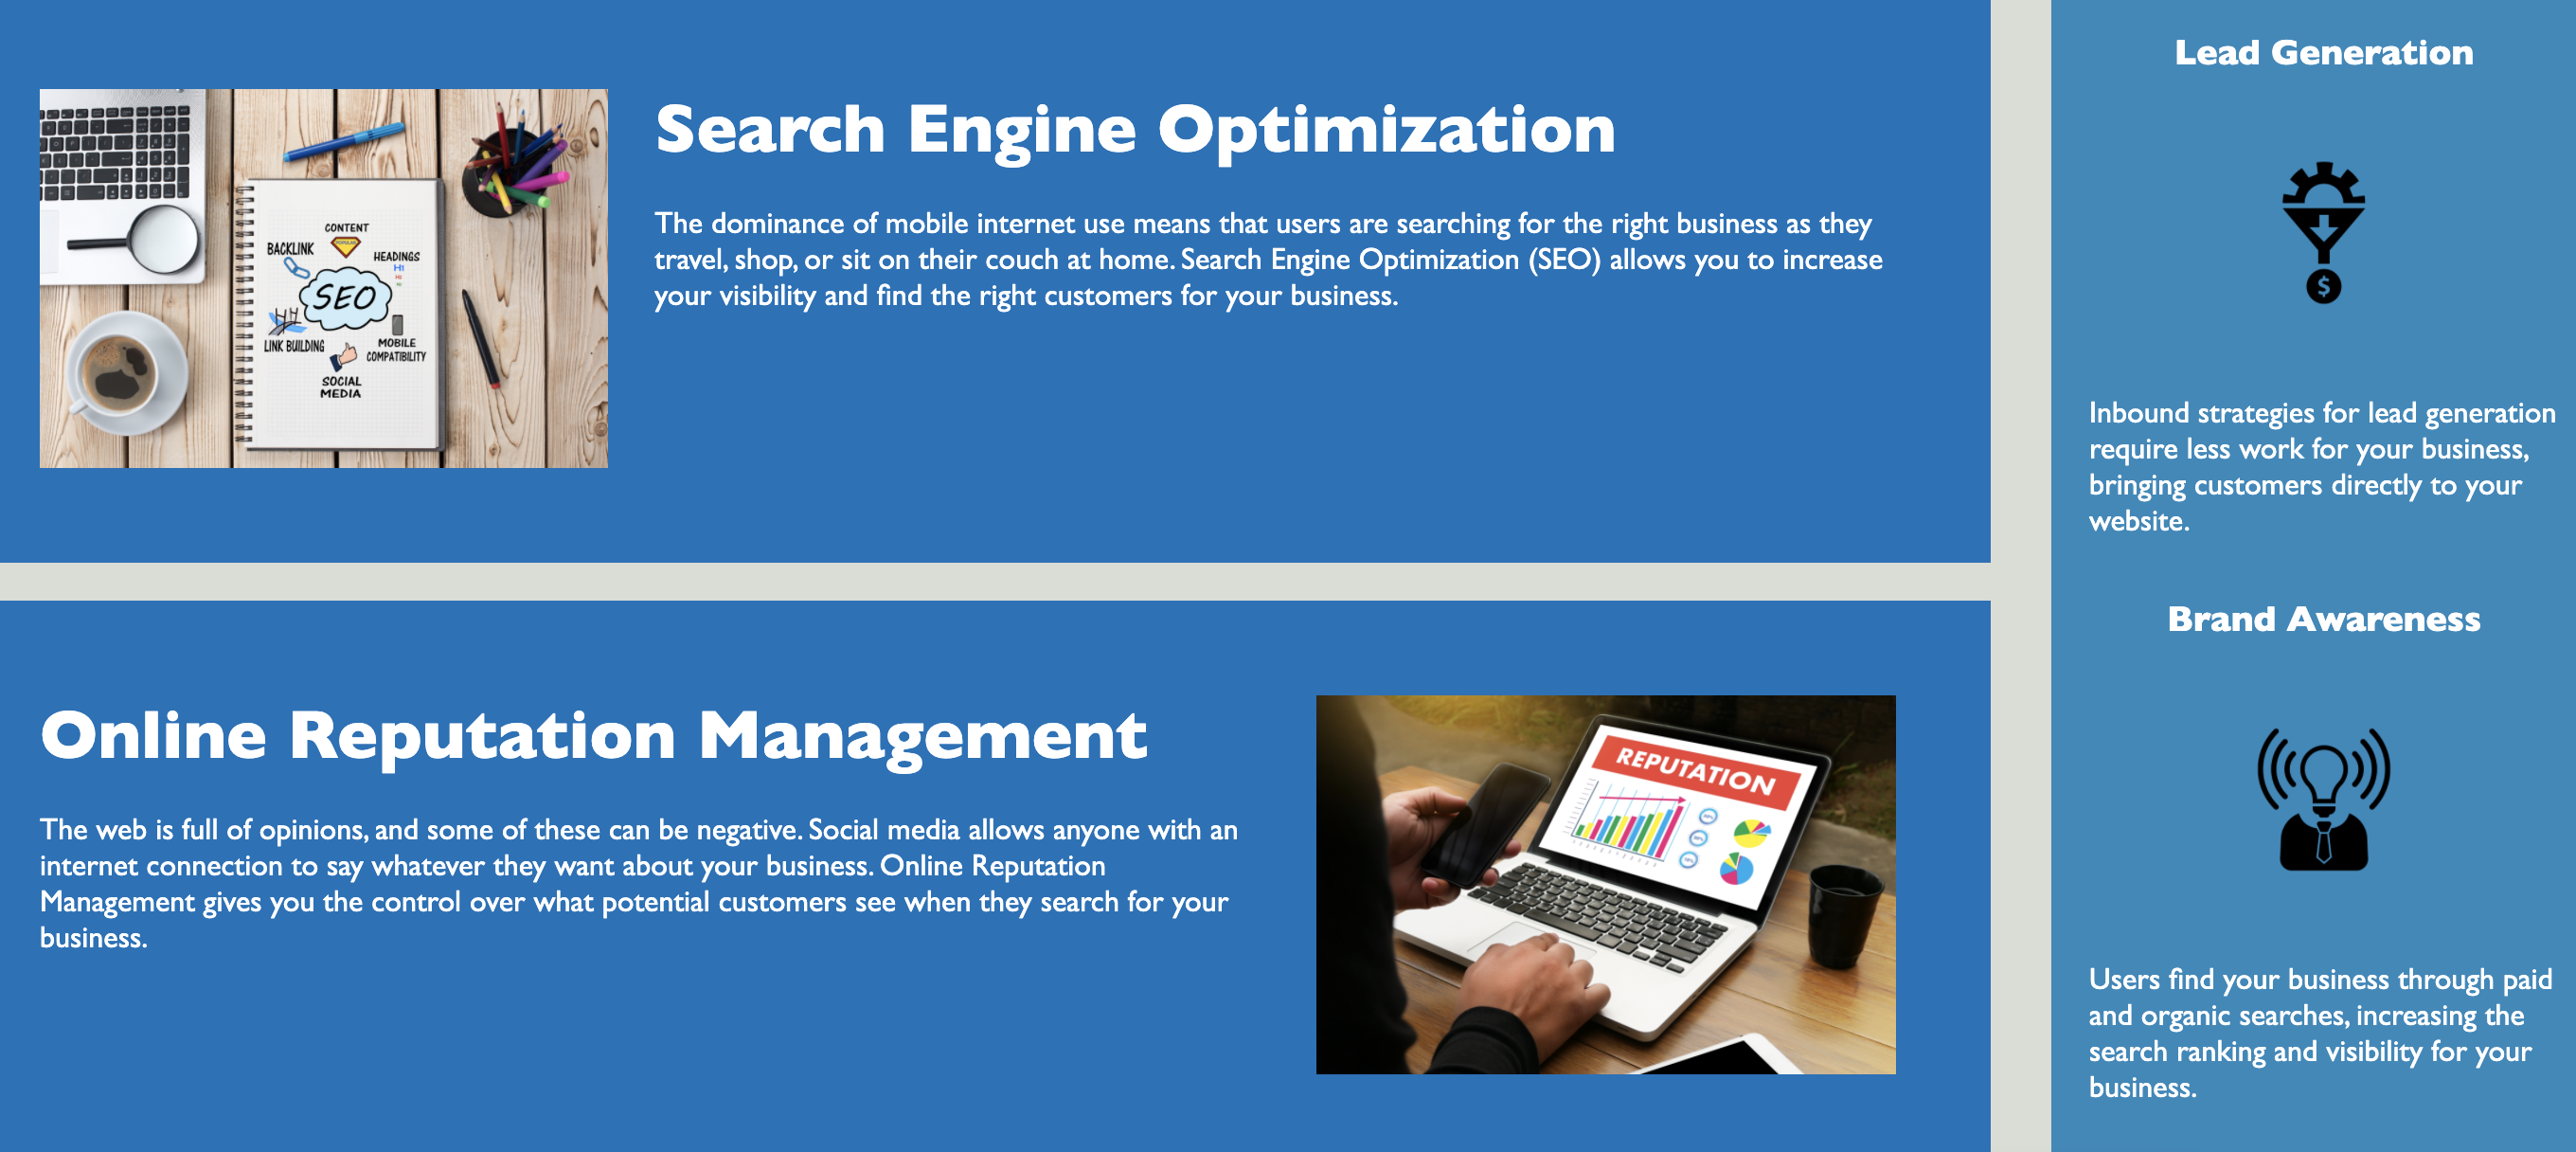 Search Engine Optimization
The dominance of mobile internet use means that users are searching for the right business as they
travel, shop, or sit on their couch at home. Search Engine Optimization (SEO) allows you to increase
your visibility and find the right customers for your business.
CONTENT
POPULAR
BACKLINK
HEADINGS
H1
SEO
LINK BUILDING
MOBILE
COMPATIBILITY
SOCIAL
MEDIA
Online Reputation Management
The web is full of opinions, and some of these can be negative. Social media allows anyone with an
internet connection to say whatever they want about your business. Online Reputation
Management gives you the control over what potential customers see when they search for your
business.
REPUTATION
Lead Generation
$
Inbound strategies for lead generation
require less work for your business,
bringing customers directly to your
website.
Brand Awareness
Users find your business through paid
and organic searches, increasing the
search ranking and visibility for your
business.